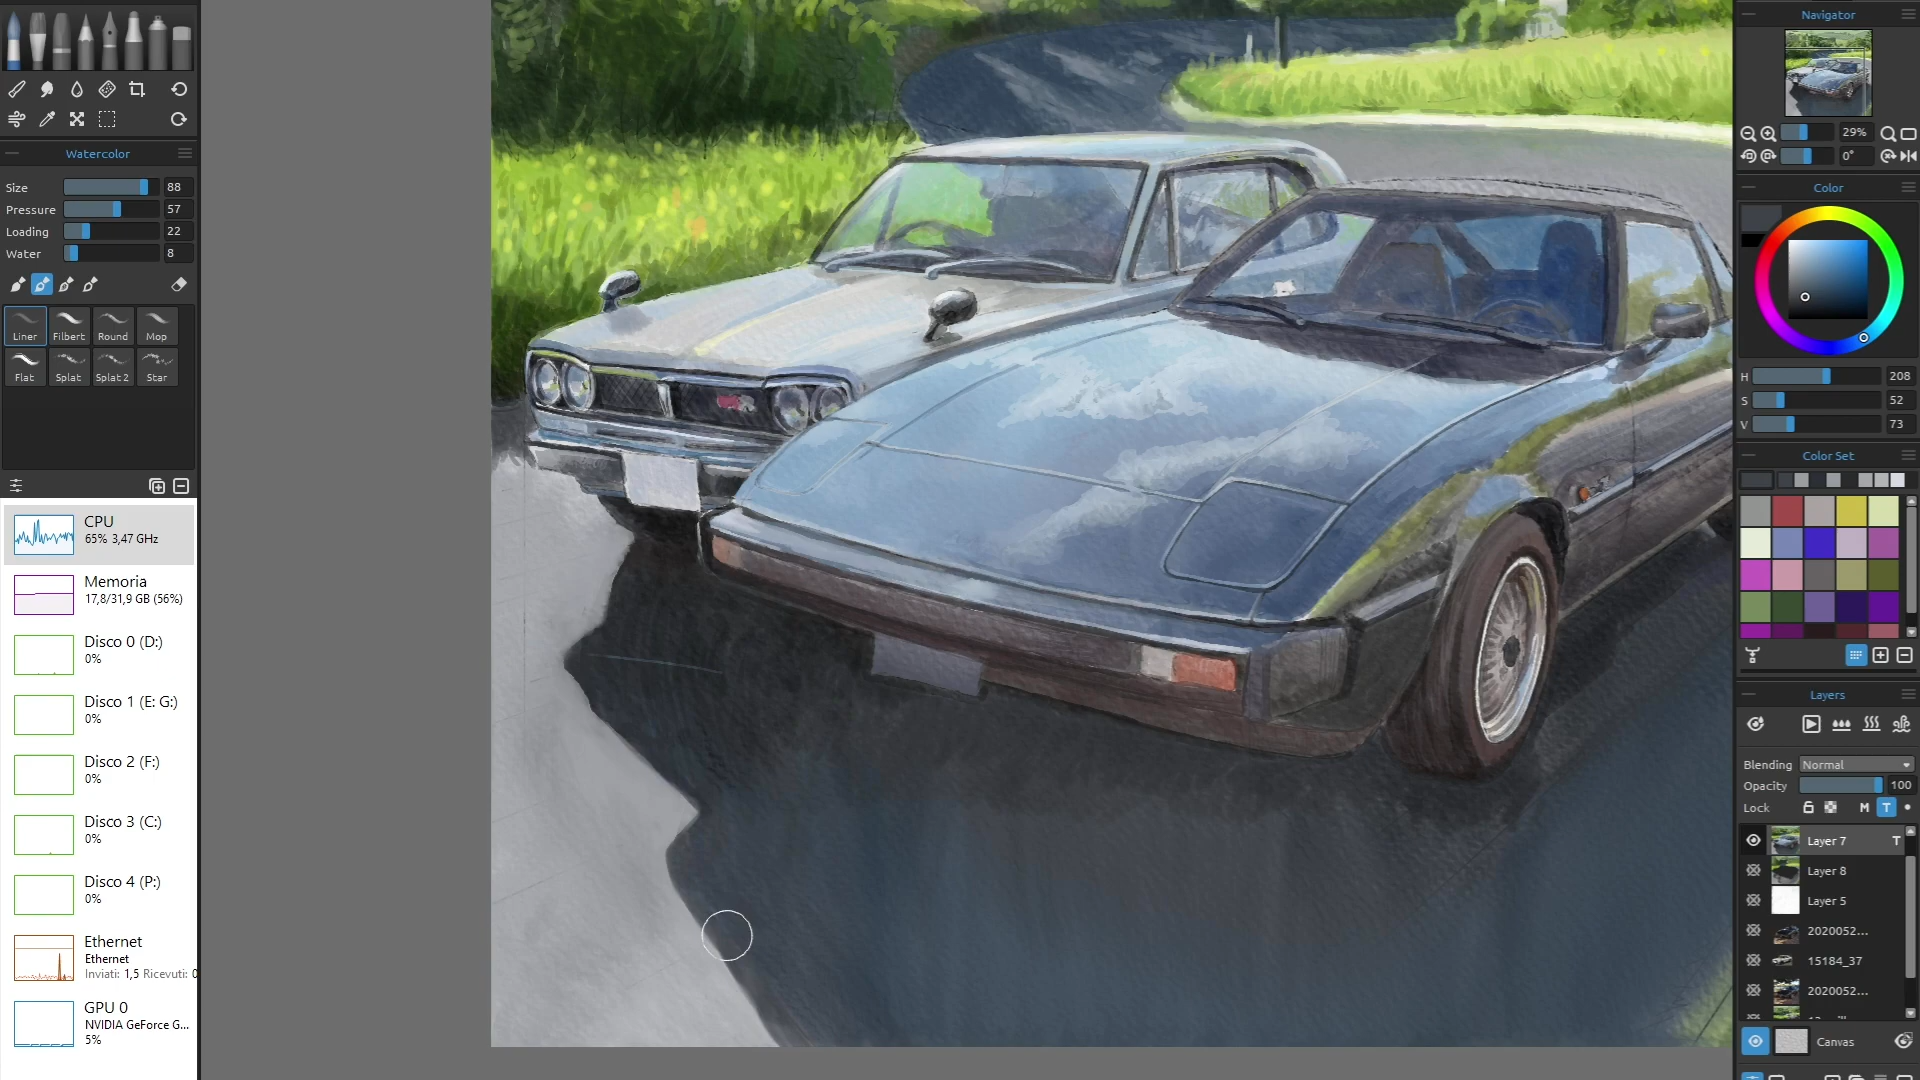 Watercolor
Size 88
Pressure 57
Loading 22
Water 8
Liner Filbert Round Mop
Flat Splat Splat 2 Star
CPU
65% 3,47 GHz
Memoria
17,8/31,9 GB (56%)
Disco 0 (D:)
0%
Disco 1 (E: G:)
0%
Disco 2 (F:)
0%
Disco 3 (C:)
0%
Disco 4 (P:)
0%
Ethernet
Ethernet
Inviati: 1,5 Ricevuti: 0
GPU 0
NVIDIA GeForce G...
5%
Navigator
29%
0°
Color
H 208
S 52
V 73
Color Set
Layers
Blending Normal
Opacity 100
Lock M T
Layer 7 T
Layer 8
Layer 5
2020052...
15184_37
2020052...
Canvas